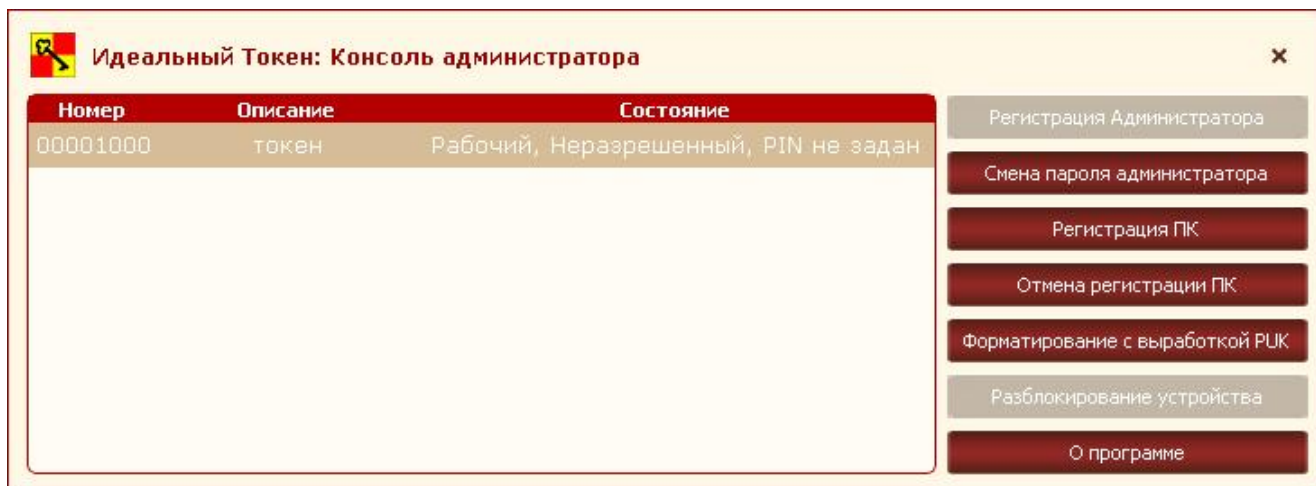 Идеальный Токен: Консоль администратора
Номер Описание Состояние
00001000 токен Рабочий, Неразрешенный, PIN не задан
Регистрация Администратора
Смена пароля администратора
Регистрация ПК
Отмена регистрации ПК
Форматирование с выработкой PUK
Разблокирование устройства
О программе